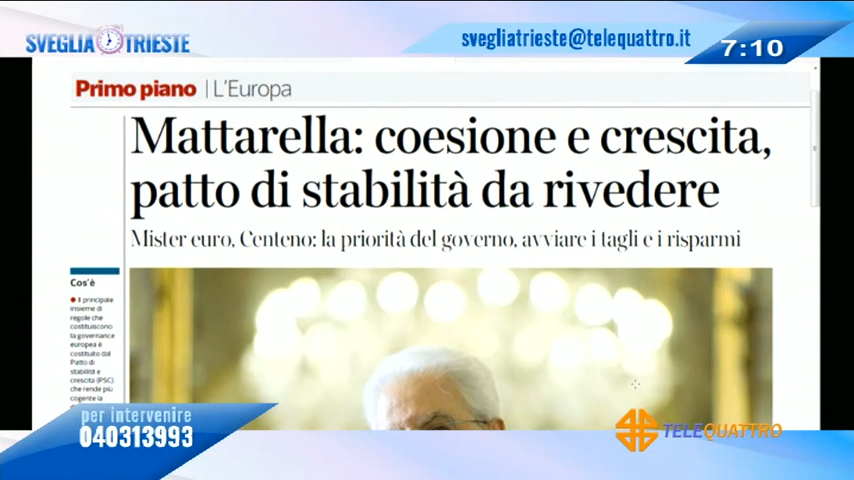 SVEGLIA TRIESTE
svegliatrieste@telequattro.it
7:10
Primo piano | L'Europa
Mattarella: coesione e crescita,
patto di stabilità da rivedere
Mister euro, Centeno: la priorità del governo, avviare i tagli e i risparmi
Cos'è
Il principale
insieme di
regole che
costituiscono
la governance
europea è
costituito dal
Patto di
stabilità e
crescita (PSC)
che rende più
cogente la
per intervenire
040313993
TELEQUATTRO